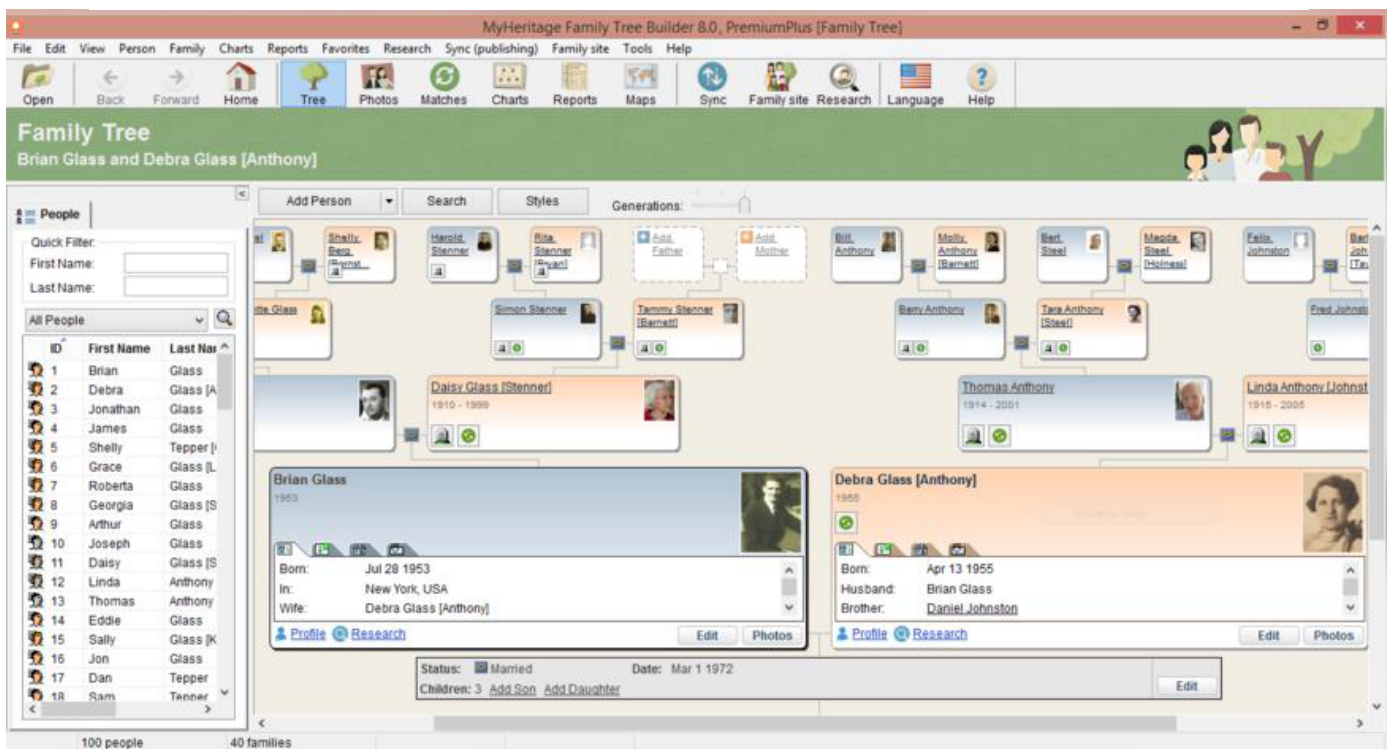 MyHeritage Family Tree Builder 8.0, PremiumPlus [Family Tree]
File Edit View Person Family Charts Reports Favorites Research Sync (publishing) Family site Tools Help
Open Back Forward Home Tree Photos Matches Charts Reports Maps Sync Family site Research Language Help
Family Tree
Brian Glass and Debra Glass [Anthony]
People
Quick Filter:
First Name:
Last Name:
All People
ID First Name Last Nar
1 Brian Glass
2 Debra Glass [A
3 Jonathan Glass
4 James Glass
5 Shelly Tepper [
6 Grace Glass [L
7 Roberta Glass
8 Georgia Glass [S
9 Arthur Glass
10 Joseph Glass
11 Daisy Glass [S
12 Linda Anthony
13 Thomas Anthony
14 Eddie Glass
15 Sally Glass [K
16 Jon Glass
17 Dan Tepper
18 Sam Tepper
Add Person Search Styles Generations:
Shelly
Berg
Harold
Stenner
Rita
Stenner
[Bryan]
Add
Father
Add
Mother
Bill
Anthony
Molly
Anthony
[Barnett]
Bert
Steel
Magda
Steel
[Holness]
Felix
Johnston
tte Glass
Simon Stenner
Tammy Stenner
[Barnett]
Barry Anthony
Tara Anthony
[Steel]
Fred Johnst
Daisy Glass [Stenner]
1910 - 1999
Thomas Anthony
1914 - 2001
Linda Anthony [Johnst
1915 - 2005
Brian Glass
1953
Born: Jul 28 1953
In: New York, USA
Wife: Debra Glass [Anthony]
Profile Research Edit Photos
Debra Glass [Anthony]
1955
Born: Apr 13 1955
Husband: Brian Glass
Brother: Daniel Johnston
Profile Research Edit Photos
Status: Married Date: Mar 1 1972
Children: 3 Add Son Add Daughter
Edit
100 people 40 families